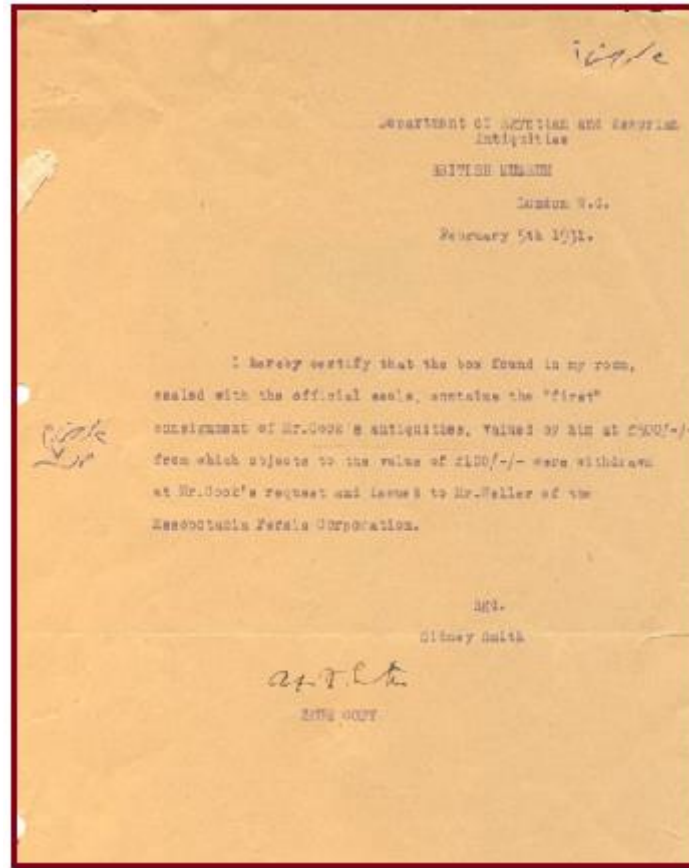 Department of Egyptian and Assyrian
Antiquities
BRITISH MUSEUM
London W.C.
February 5th 1931.
I hereby certify that the box found in my room,
sealed with the official seals, contains the "first"
consignment of Mr.Cook's antiquities, valued by him at £500/-/-
from which objects to the value of £120/-/- were withdrawn
at Mr.Cook's request and issued to Mr.Weller of the
Mesopotamia Persia Corporation.
Sgd.
Sidney Smith
TRUE COPY